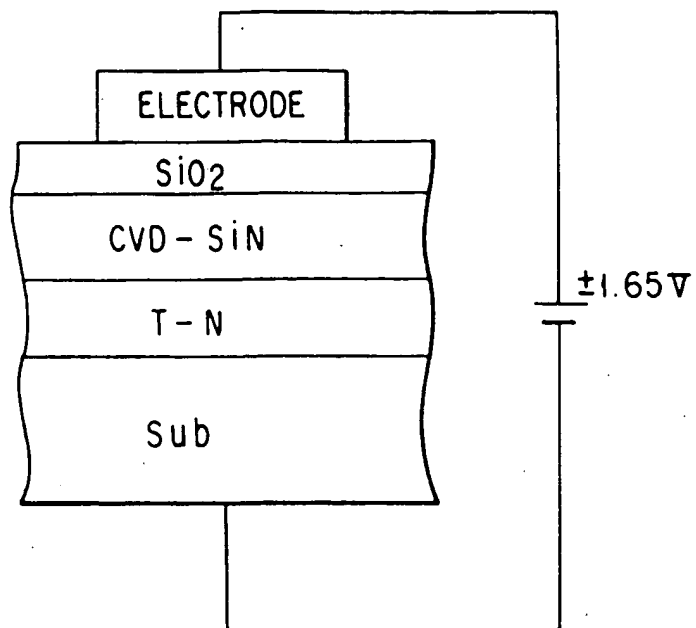 ELECTRODE
SiO2
CVD-SiN
±1.65V
T-N
Sub